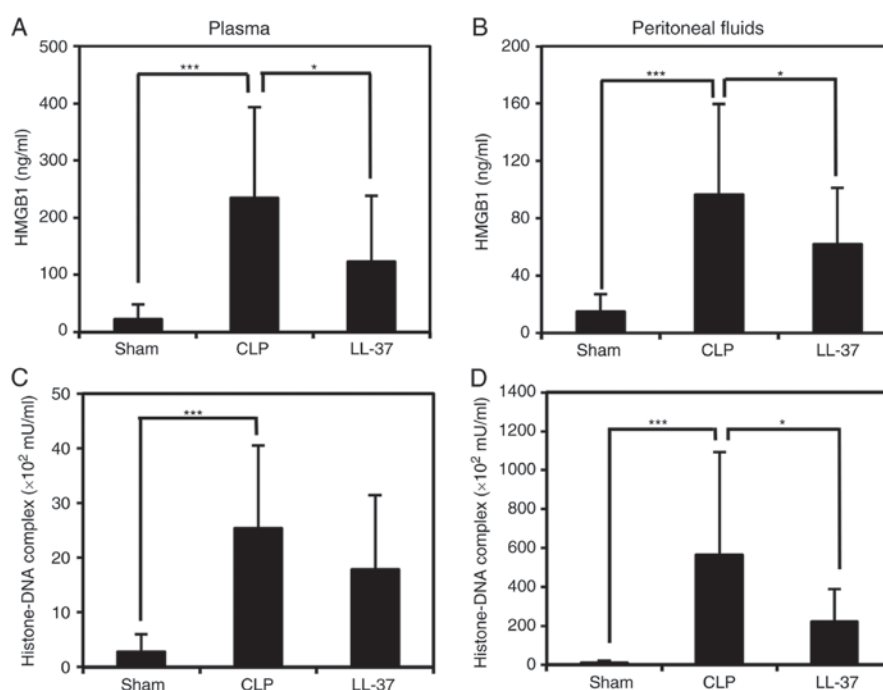 A
Plasma
HMGB1 (ng/ml)
500
400
300
200
100
0
***
*
Sham CLP LL-37
B
Peritoneal fluids
HMGB1 (ng/ml)
200
160
120
80
40
0
***
*
Sham CLP LL-37
C
Histone-DNA complex (×10² mU/ml)
50
40
30
20
10
0
***
Sham CLP LL-37
D
Histone-DNA complex (×10² mU/ml)
1400
1200
1000
800
600
400
200
0
***
*
Sham CLP LL-37